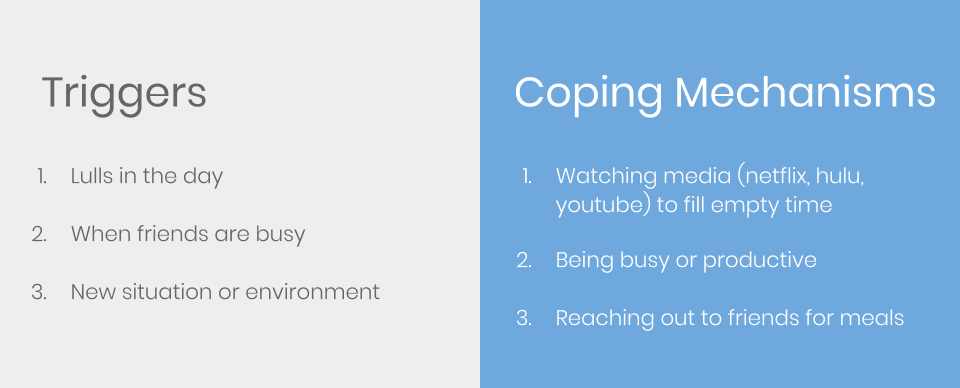 Triggers
1. Lulls in the day
2. When friends are busy
3. New situation or environment
Coping Mechanisms
1. Watching media (netflix, hulu,
youtube) to fill empty time
2. Being busy or productive
3. Reaching out to friends for meals